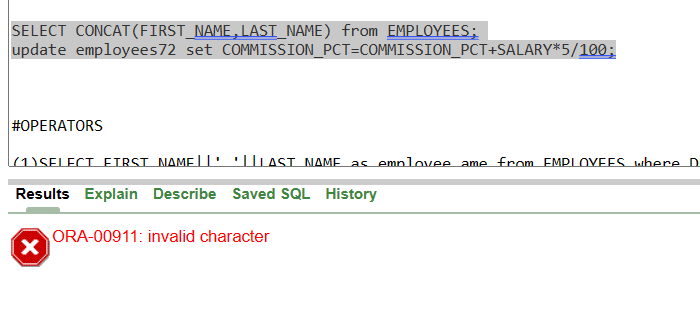 SELECT CONCAT(FIRST_NAME,LAST_NAME) from EMPLOYEES;
update employees72 set COMMISSION_PCT=COMMISSION_PCT+SALARY*5/100;
#OPERATORS
(1)SELECT FIRST_NAME||' '||LAST_NAME as employee_ame from EMPLOYEES where D
Results Explain Describe Saved SQL History
ORA-00911: invalid character